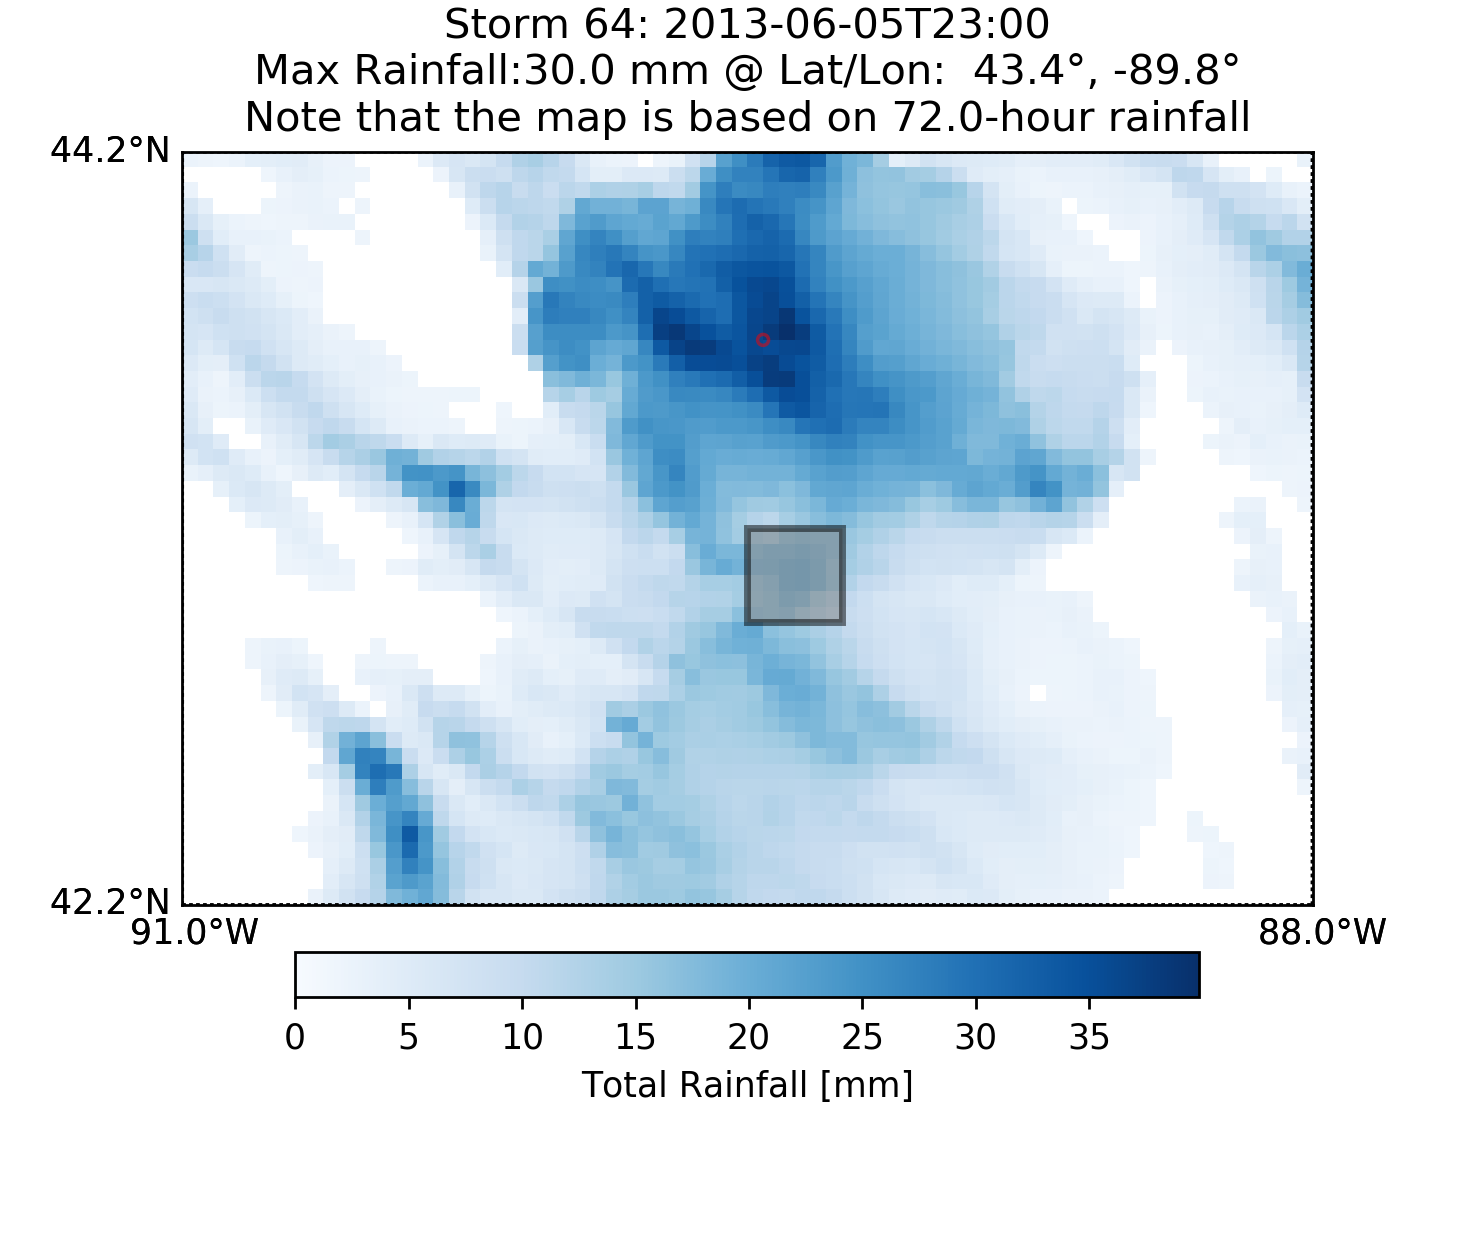 Storm 64: 2013-06-05T23:00
Max Rainfall:30.0 mm @ Lat/Lon:  43.4°, -89.8°
Note that the map is based on 72.0-hour rainfall
44.2°N
42.2°N
91.0°W
88.0°W
0 5 10 15 20 25 30 35
Total Rainfall [mm]